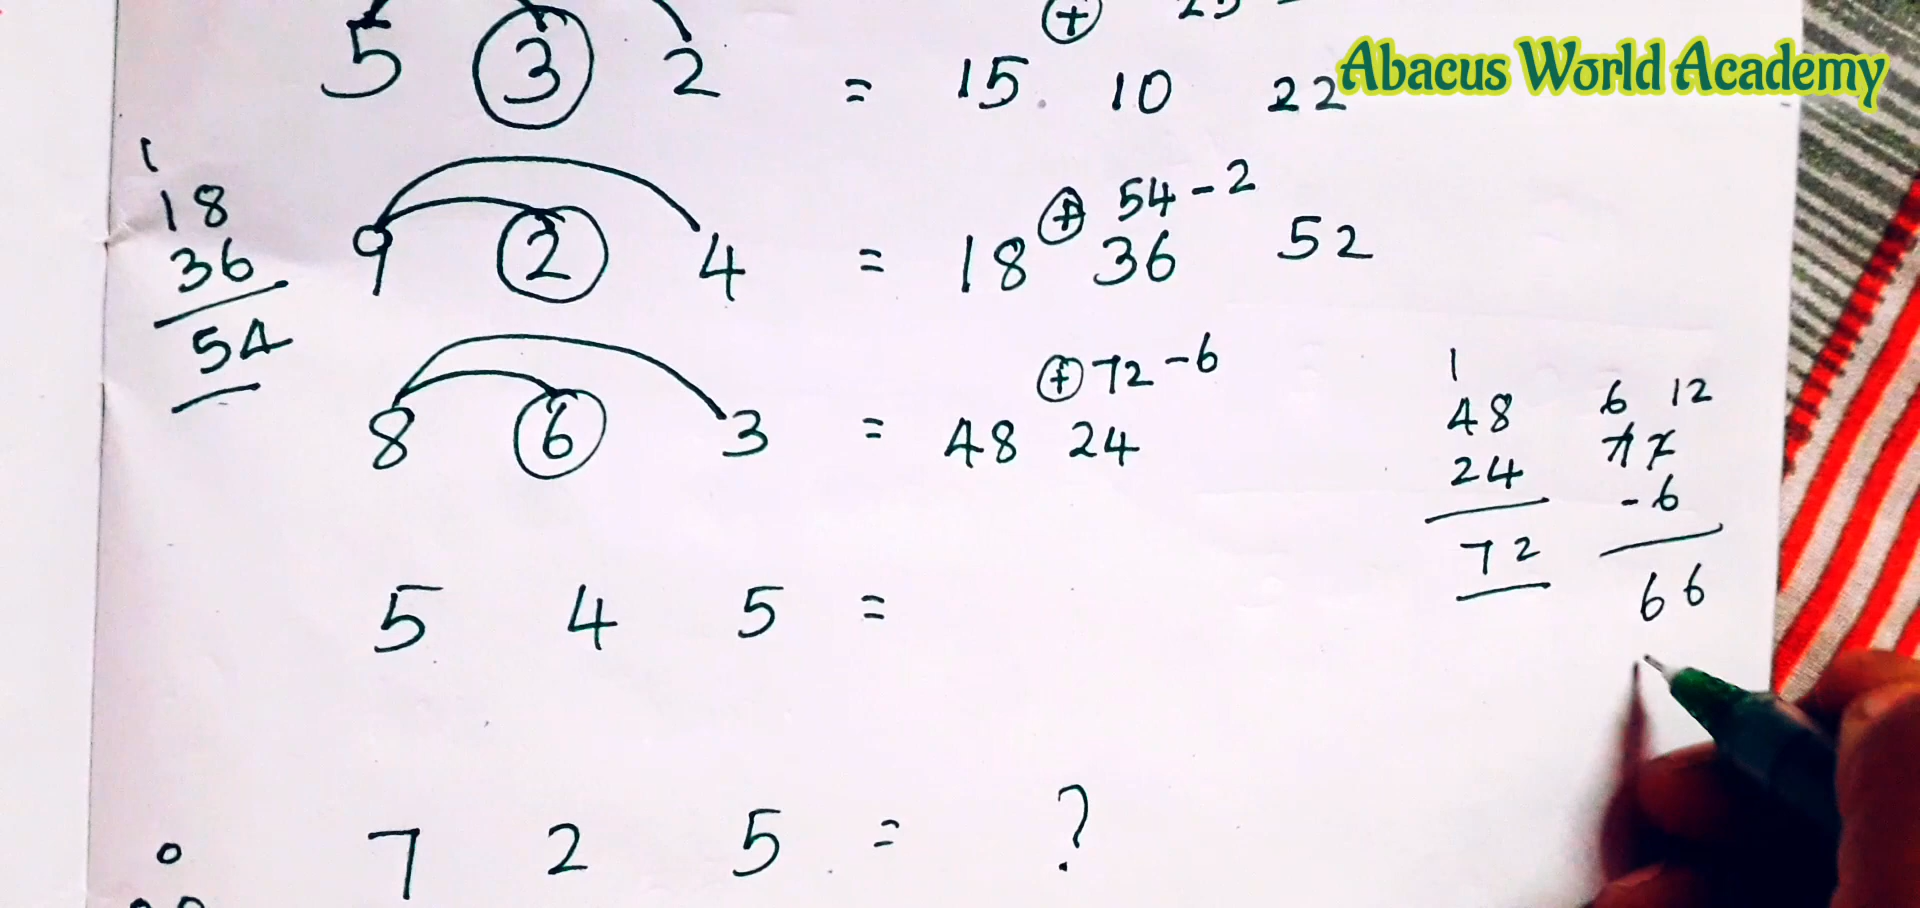 Abacus World Academy
5 3 2 = 15 10 22
1
18
36
54
54 - 2
9 2 4 = 18 + 36 52
+ 72 - 6
8 6 3 = 48 24
1
48
24
72
6 12
7 2
- 6
66
5 4 5 =
7 2 5 = ?